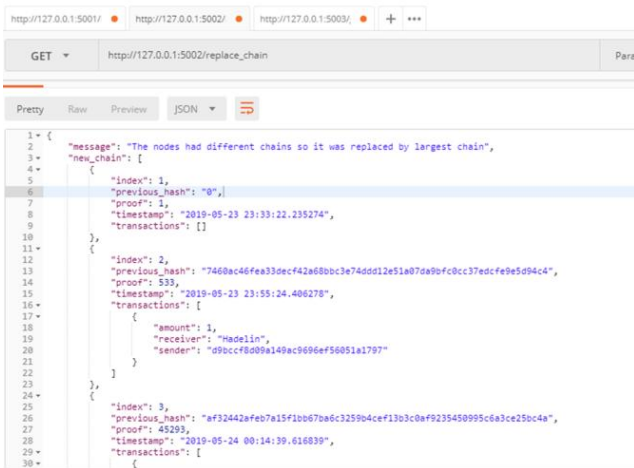 http://127.0.0.1:5001/ http://127.0.0.1:5002/ http://127.0.0.1:5003/ + •••
GET http://127.0.0.1:5002/replace_chain Para
Pretty Raw Preview JSON
1 {
2 "message": "The nodes had different chains so it was replaced by largest chain",
3 "new_chain": [
4 {
5 "index": 1,
6 "previous_hash": "0",
7 "proof": 1,
8 "timestamp": "2019-05-23 23:33:22.235274",
9 "transactions": []
10 },
11 {
12 "index": 2,
13 "previous_hash": "7460ac46fea33decf42a68bbc3e74ddd12e51a07da9bfc0cc37edcfe9e5d94c4",
14 "proof": 533,
15 "timestamp": "2019-05-23 23:55:24.406278",
16 "transactions": [
17 {
18 "amount": 1,
19 "receiver": "Hadelin",
20 "sender": "d9bccf8d09a149ac9696ef56051a1797"
21 }
22 ]
23 },
24 {
25 "index": 3,
26 "previous_hash": "af32442afeb7a15f1bb67ba6c3259b4cef13b3c0af9235450995c6a3ce25bc4a",
27 "proof": 45293,
28 "timestamp": "2019-05-24 00:14:39.616839",
29 "transactions": [
30 {